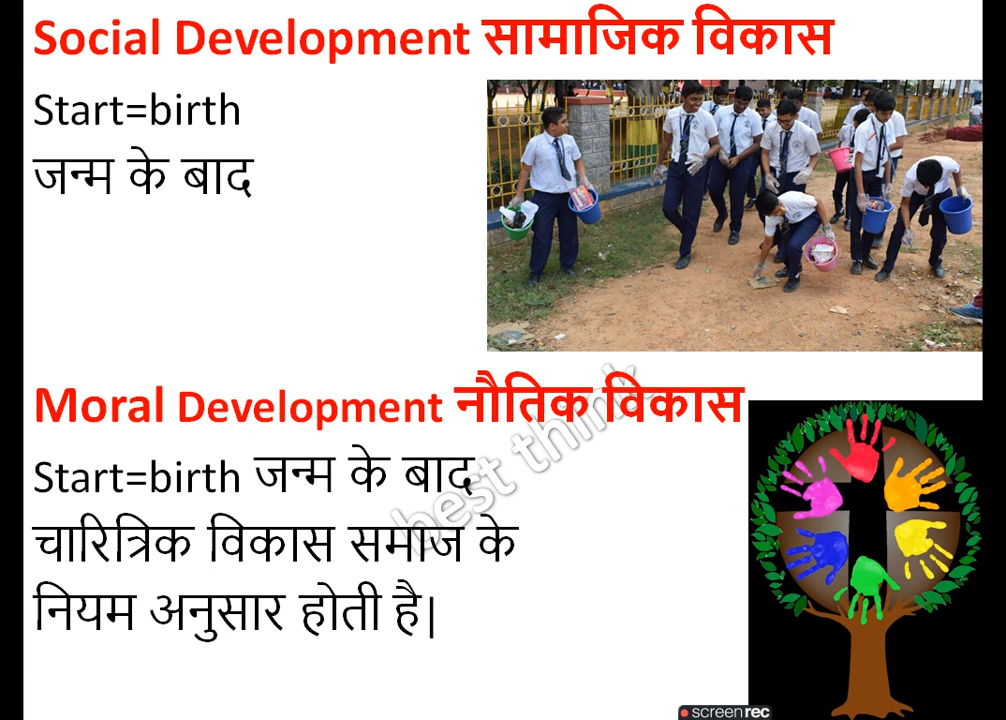 Social Development सामाजिक विकास
Start=birth
जन्म के बाद
Moral Development नौतिक विकास
Start=birth जन्म के बाद
चारित्रिक विकास समाज के
नियम अनुसार होती है|
best think
screenrec